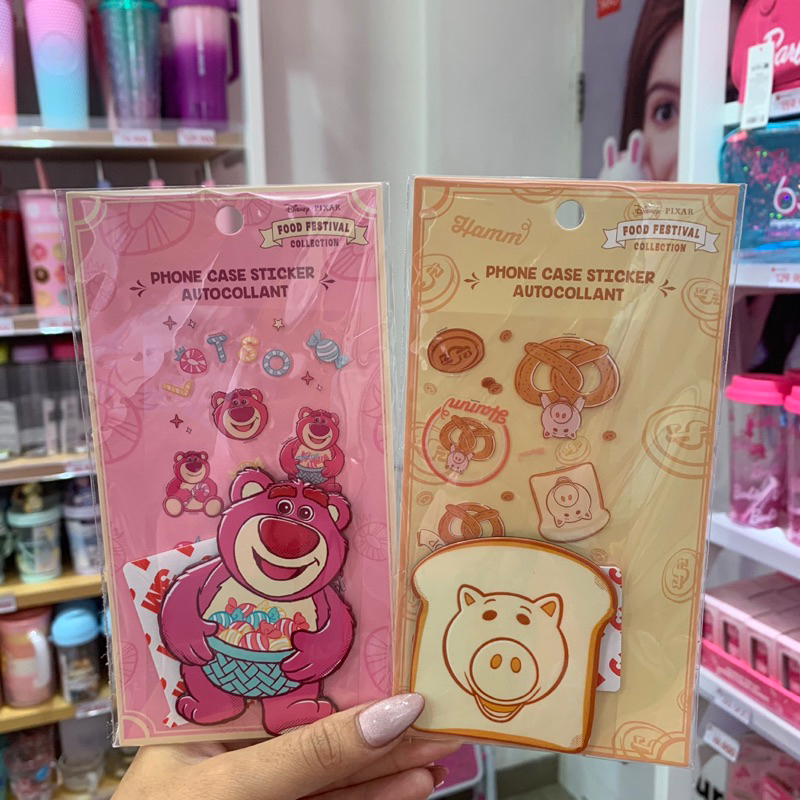 Disney PIXAR
FOOD FESTIVAL
COLLECTION
PHONE CASE STICKER
AUTOCOLLANT
LOTSO
Disney PIXAR
FOOD FESTIVAL
COLLECTION
Hamm
PHONE CASE STICKER
AUTOCOLLANT
Hamm